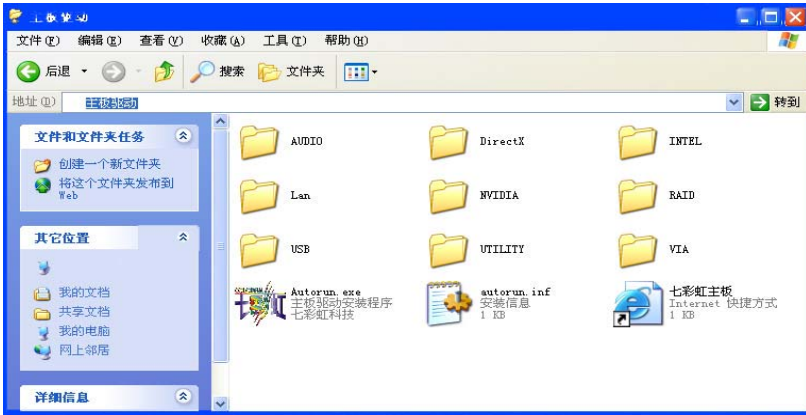 主板驱动
文件(F) 编辑(E) 查看(V) 收藏(A) 工具(T) 帮助(H)
后退 搜索 文件夹
地址(D) 主板驱动 转到
文件和文件夹任务
创建一个新文件夹
将这个文件夹发布到
Web
其它位置
我的文档
共享文档
我的电脑
网上邻居
详细信息
AUDIO DirectX INTEL
Lan NVIDIA RAID
USB UTILITY VIA
Autorun.exe
主板驱动安装程序
七彩虹科技
autorun.inf
安装信息
1 KB
七彩虹主板
Internet 快捷方式
1 KB